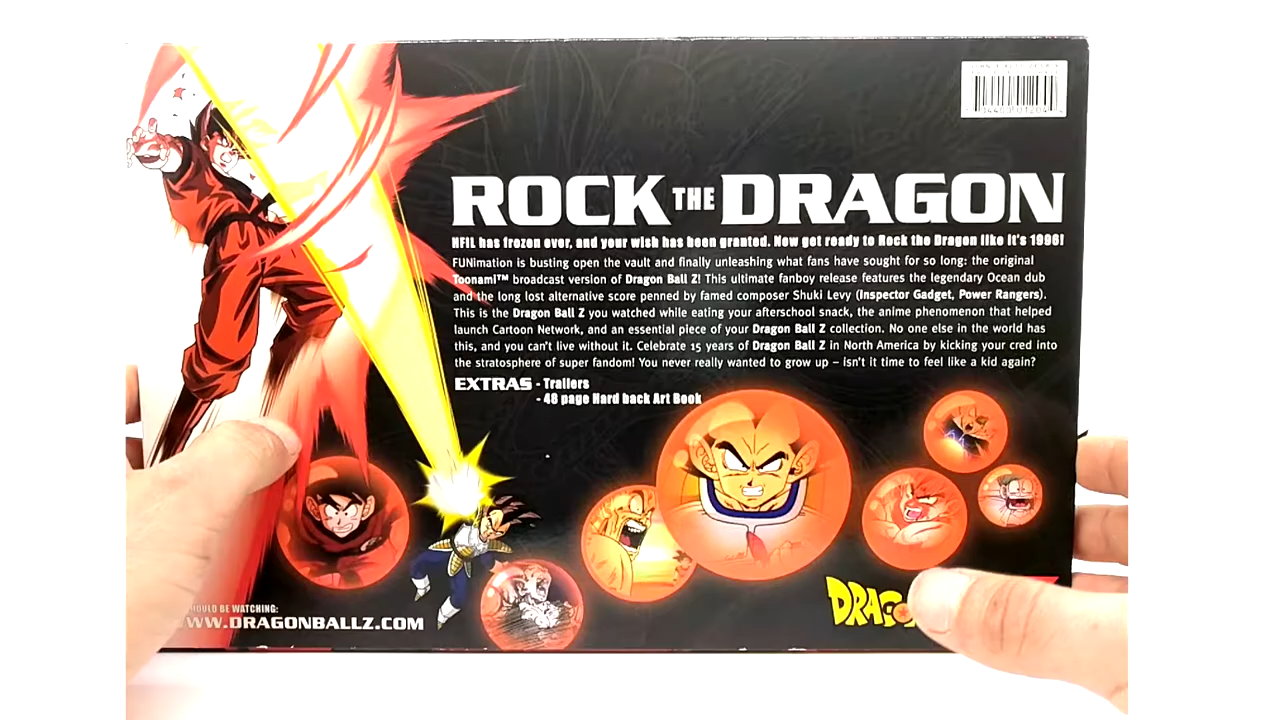 ROCK THE DRAGON
HFIL has frozen over, and your wish has been granted. Now get ready to Rock the Dragon like it's 1996!
FUNimation is busting open the vault and finally unleashing what fans have sought for so long: the original
Toonami™ broadcast version of Dragon Ball Z! This ultimate fanboy release features the legendary Ocean dub
and the long lost alternative score penned by famed composer Shuki Levy (Inspector Gadget, Power Rangers).
This is the Dragon Ball Z you watched while eating your afterschool snack, the anime phenomenon that helped
launch Cartoon Network, and an essential piece of your Dragon Ball Z collection. No one else in the world has
this, and you can't live without it. Celebrate 15 years of Dragon Ball Z in North America by kicking your cred into
the stratosphere of super fandom! You never really wanted to grow up – isn't it time to feel like a kid again?
EXTRAS - Trailers
- 48 page Hard back Art Book
BE WATCHING:
WWW.DRAGONBALLZ.COM